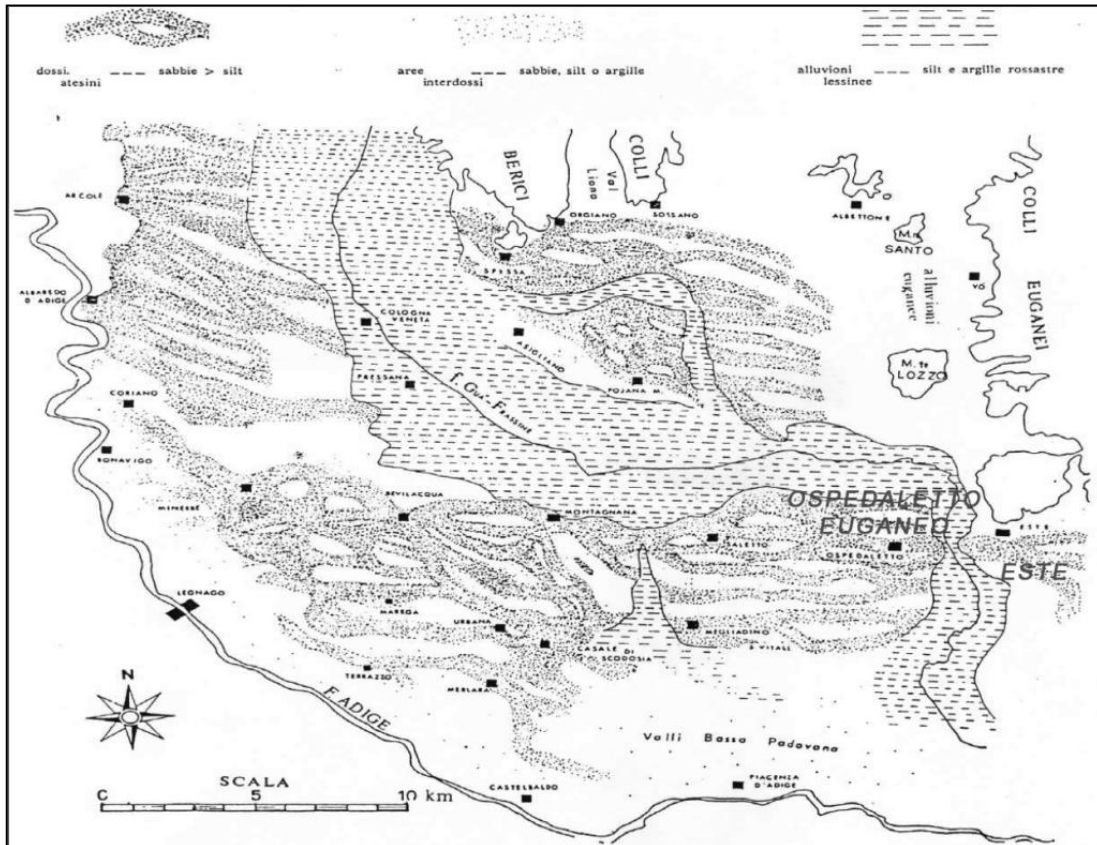 dossi. --- sabbie > silt
atesini
aree --- sabbie, silt o argille
interdossi
alluvioni --- silt e argille rossastre
lessinee
ARCOLE
BERICI
Val Liona
COLLI
ORGIANO
SOSSANO
ALBETTONE
M.te SANTO
COLLI EUGANEI
SPESSA
alluvioni euganee
VÒ
ALBAREDO
D'ADIGE
COLOGNA
VENETA
ASIGLIANO
M.te
LOZZO
PRESSANA
POJANA M.
f. Guà - Frassine
CORIANO
BONAVIGO
MINERBE
BEVILACQUA
MONTAGNANA
OSPEDALETTO
EUGANEO
SALETTO
OSPEDALETTO
ESTE
ESTE
LEGNAGO
MAREGA
URBANA
MEGLIADINO
S. VITALE
CASALE DI
SCODOSIA
TERRAZZO
MERLARA
N
F. ADIGE
Valli Bassa Padovana
SCALA
0 5 10 km
CASTELBALDO
PIACENZA
D'ADIGE